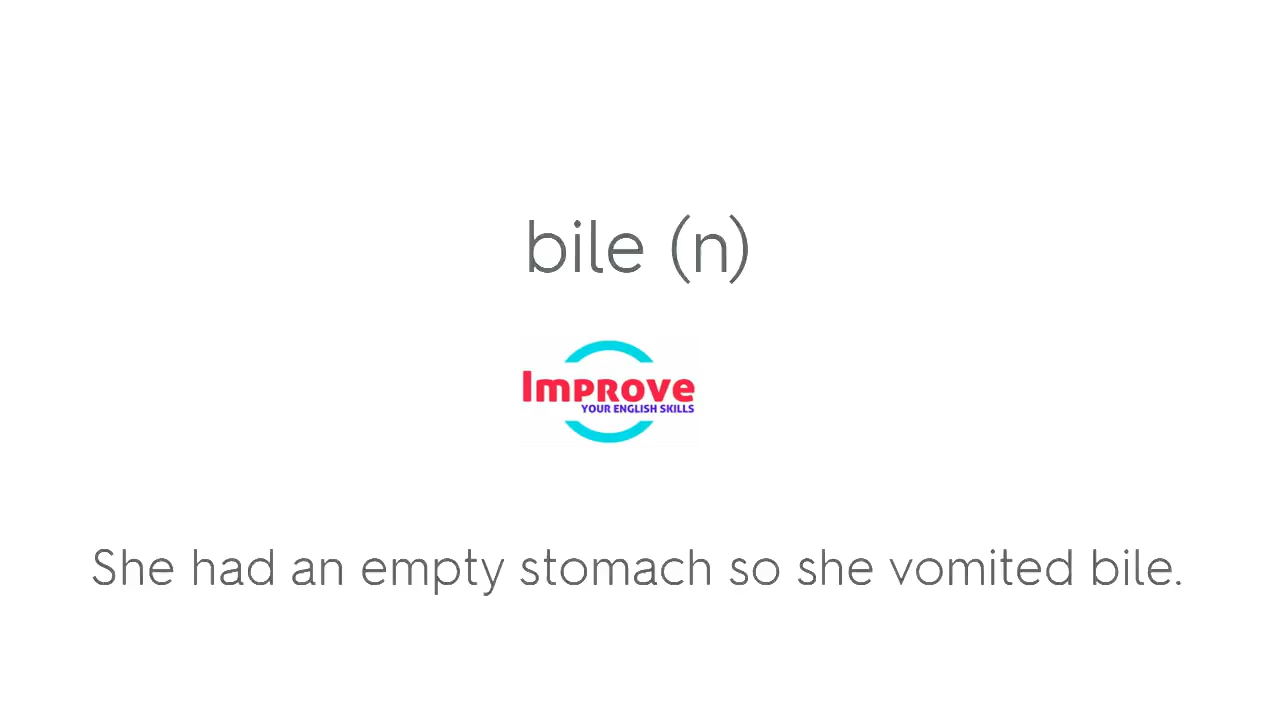 bile (n)
Improve
YOUR ENGLISH SKILLS
She had an empty stomach so she vomited bile.